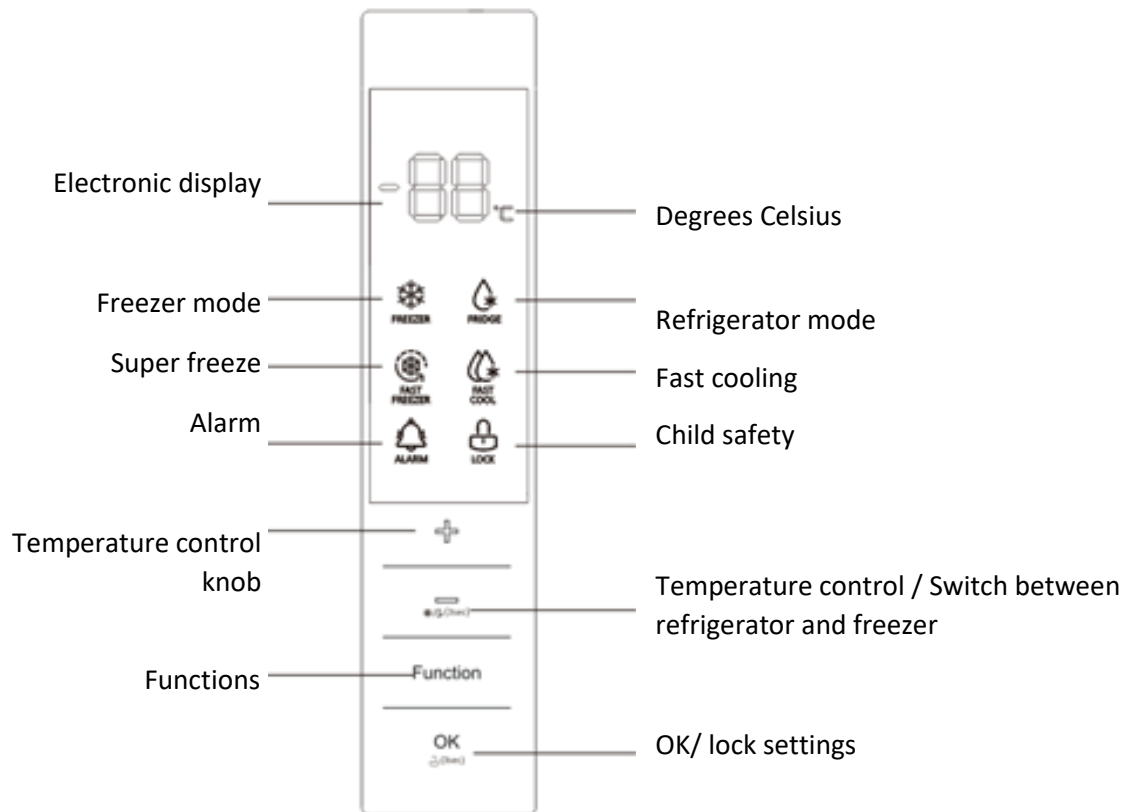 Electronic display
°C
Degrees Celsius
Freezer mode
FREEZER
FRIDGE
Refrigerator mode
Super freeze
FAST
FREEZER
FAST
COOL
Fast cooling
Alarm
ALARM
LOCK
Child safety
Temperature control
knob
(3sec)
Temperature control / Switch between
refrigerator and freezer
Functions
Function
OK
(3sec)
OK/ lock settings